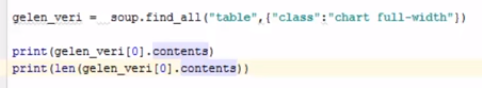 gelen_veri = soup.find_all("table",{"class":"chart full-width"})
print(gelen_veri[0].contents)
print(len(gelen_veri[0].contents))